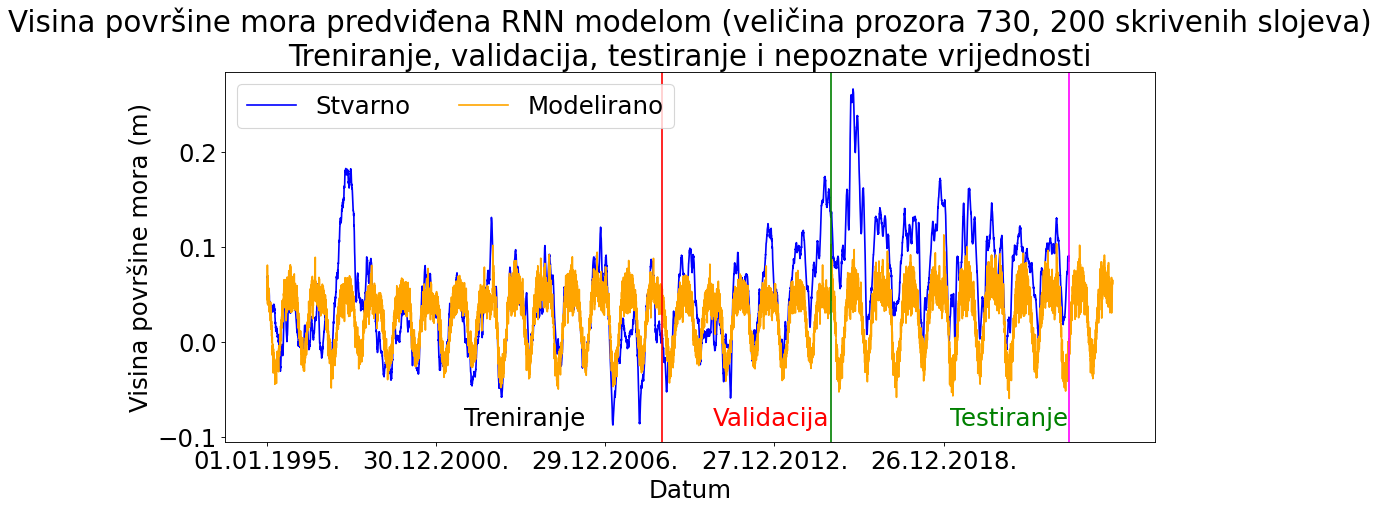 Visina površine mora predviđena RNN modelom (veličina prozora 730, 200 skrivenih slojeva)
Treniranje, validacija, testiranje i nepoznate vrijednosti
Stvarno Modelirano
Visina površine mora (m)
0.2
0.1
0.0
−0.1
Treniranje Validacija Testiranje
01.01.1995. 30.12.2000. 29.12.2006. 27.12.2012. 26.12.2018.
Datum